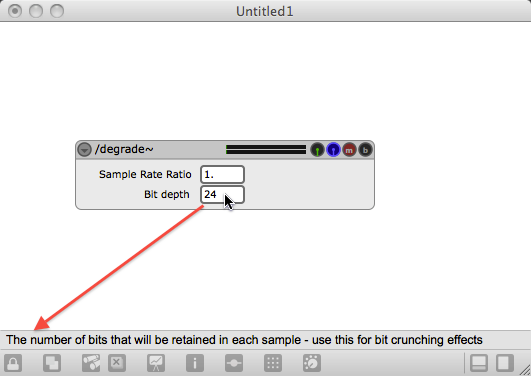 Untitled1
/degrade~
m b
Sample Rate Ratio 1.
Bit depth 24
The number of bits that will be retained in each sample - use this for bit crunching effects